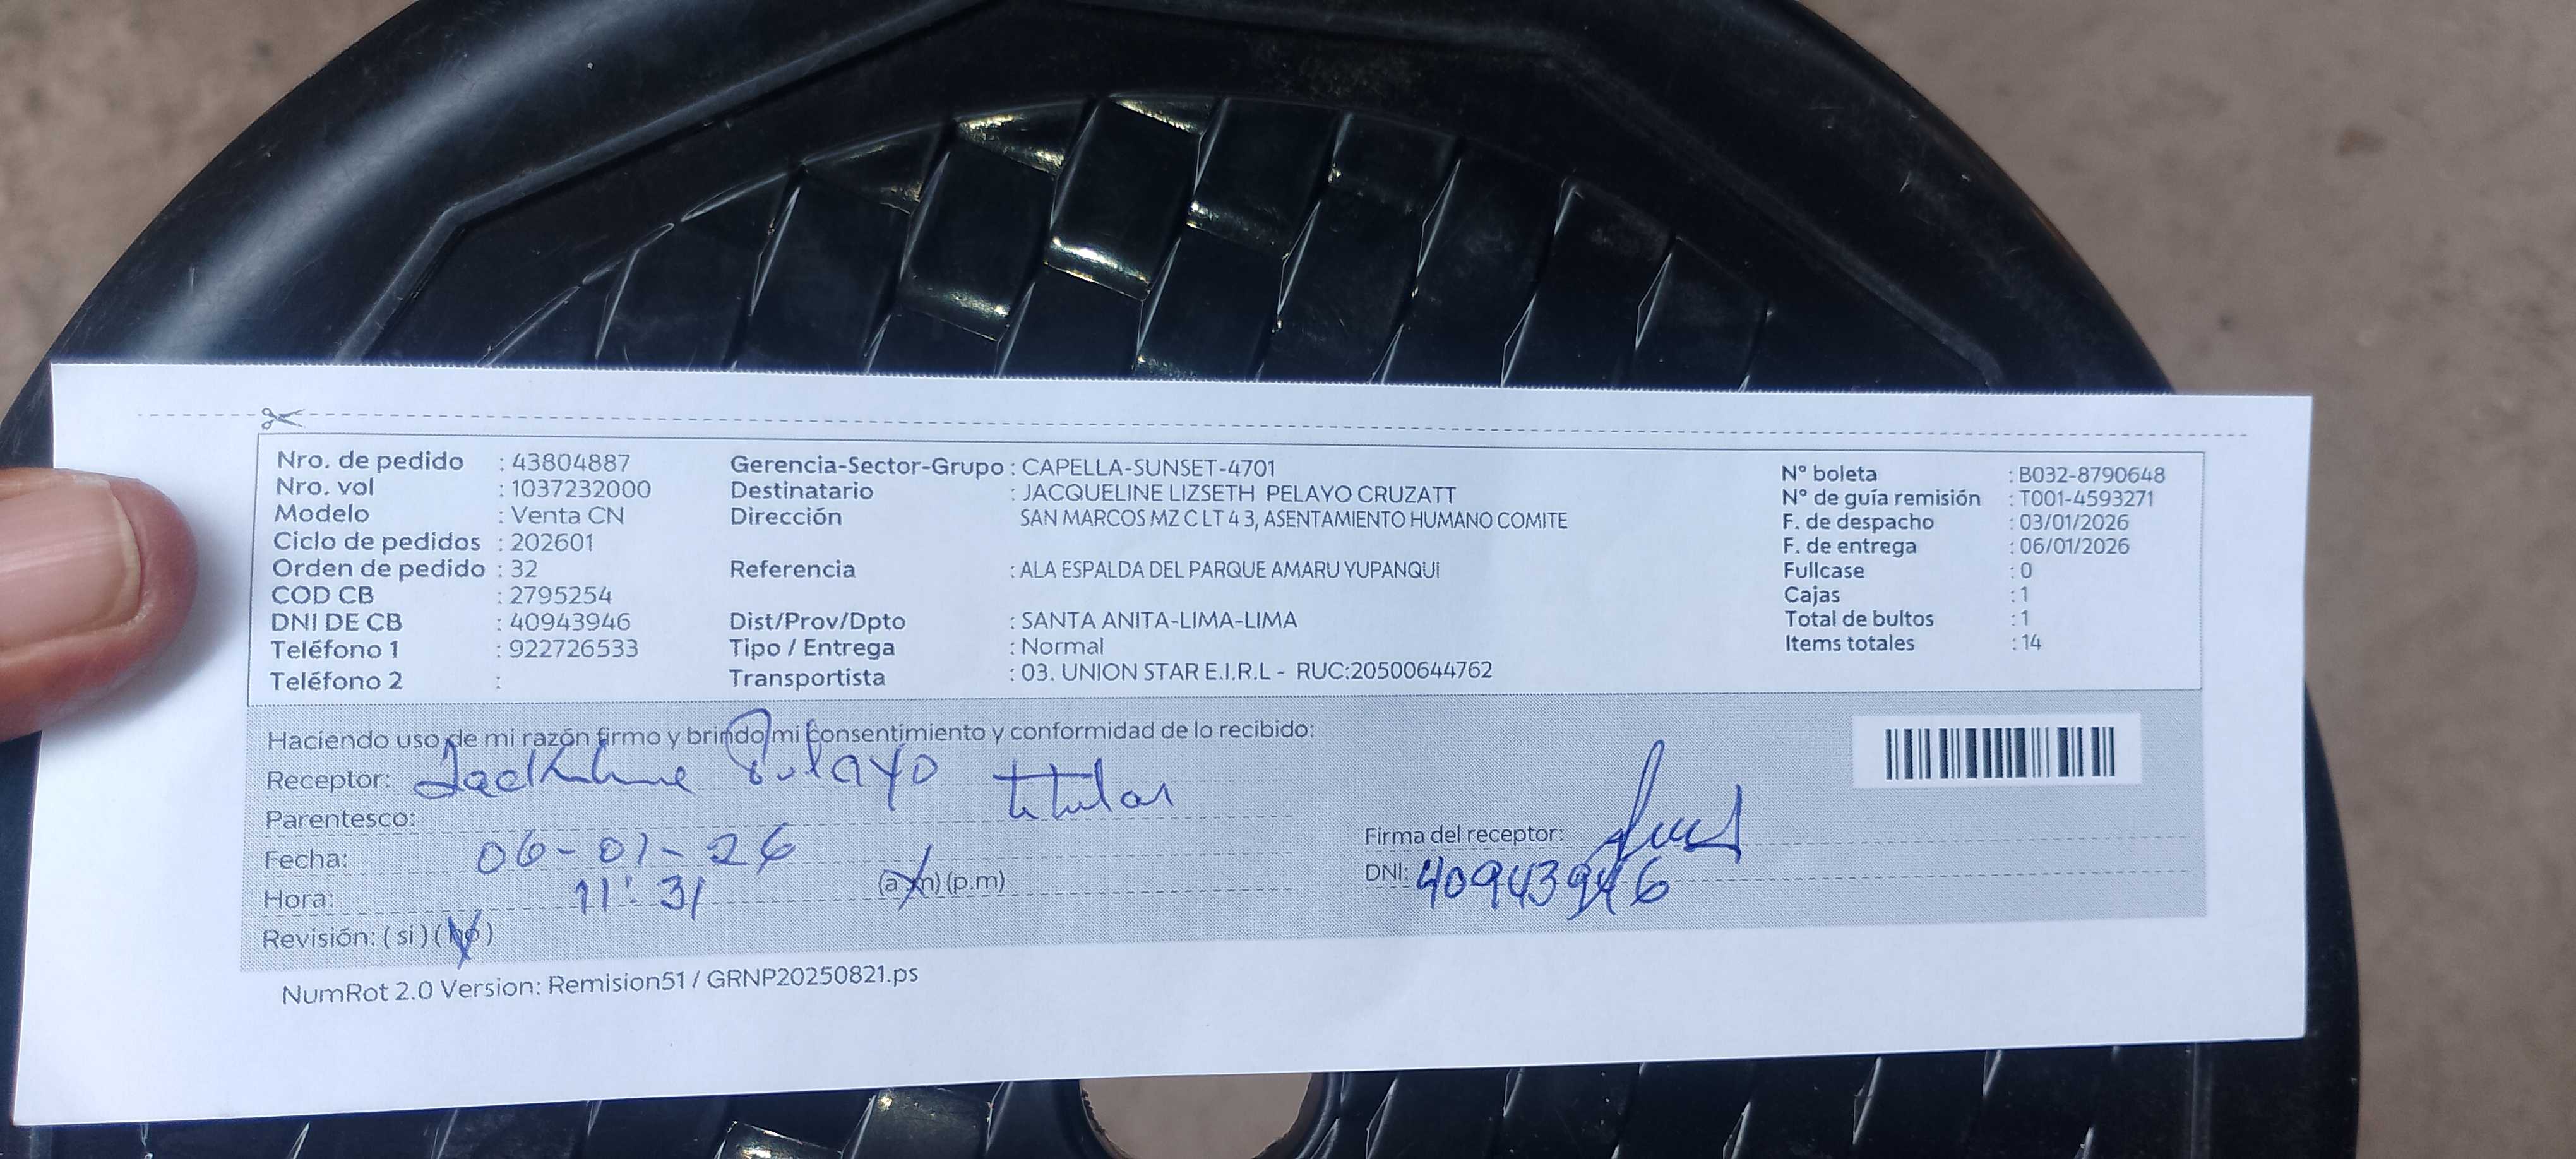 Nro. de pedido : 43804887
Nro. vol : 1037232000
Modelo : Venta CN
Ciclo de pedidos : 202601
Orden de pedido : 32
COD CB : 2795254
DNI DE CB : 40943946
Teléfono 1 : 922726533
Teléfono 2 :
Gerencia-Sector-Grupo : CAPELLA-SUNSET-4701
Destinatario : JACQUELINE LIZSETH PELAYO CRUZATT
Dirección SAN MARCOS MZ C LT 4 3, ASENTAMIENTO HUMANO COMITE
Referencia : ALA ESPALDA DEL PARQUE AMARU YUPANQUI
Dist/Prov/Dpto : SANTA ANITA-LIMA-LIMA
Tipo / Entrega : Normal
Transportista : 03. UNION STAR E.I.R.L - RUC:20500644762
N° boleta : B032-8790648
N° de guía remisión : T001-4593271
F. de despacho : 03/01/2026
F. de entrega : 06/01/2026
Fullcase : 0
Cajas : 1
Total de bultos : 1
Items totales : 14
Haciendo uso de mi razón firmo y brindo mi consentimiento y conformidad de lo recibido:
Receptor: Pelayo
Parentesco: titular
Fecha: 06-01-26
Hora: 11:31 (a.m) (p.m)
Revisión: ( si ) ( no )
Firma del receptor:
DNI: 40943946
NumRot 2.0 Version: Remision51 / GRNP20250821.ps